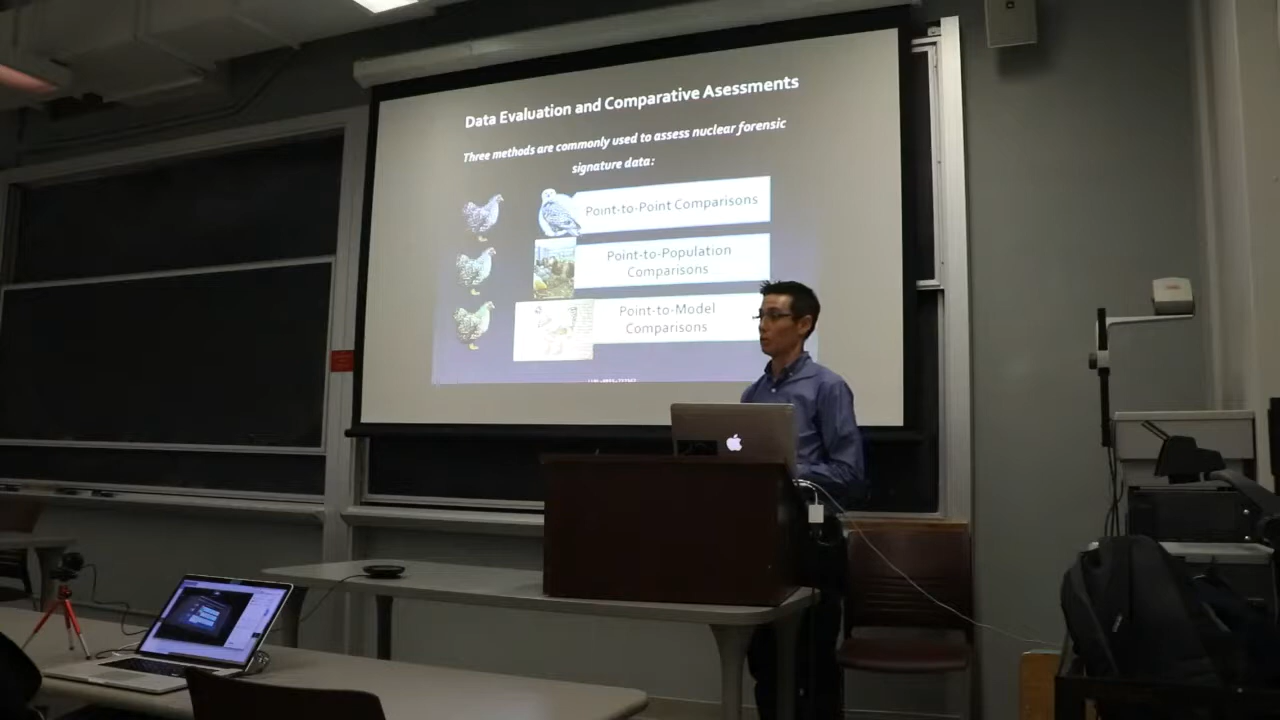 Data Evaluation and Comparative Asessments
Three methods are commonly used to assess nuclear forensic
signature data:
Point-to-Point Comparisons
Point-to-Population
Comparisons
Point-to-Model
Comparisons